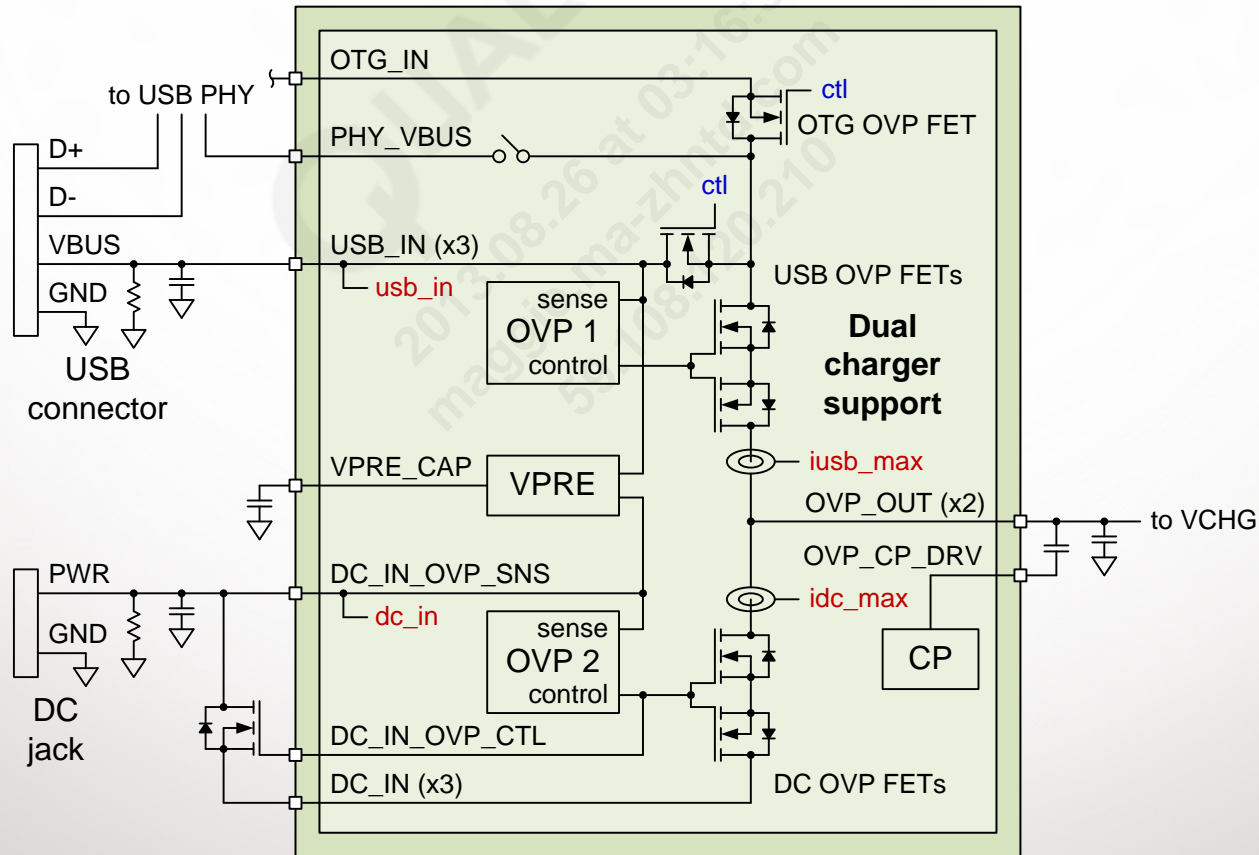 OTG_IN
to USB PHY
ctl
OTG OVP FET
D+
PHY_VBUS
D-
ctl
VBUS
USB_IN (x3)
usb_in
USB OVP FETs
GND
sense
OVP 1
control
Dual
charger
support
USB
connector
VPRE_CAP
VPRE
iusb_max
OVP_OUT (x2)
to VCHG
OVP_CP_DRV
PWR
DC_IN_OVP_SNS
dc_in
idc_max
GND
sense
OVP 2
control
CP
DC
jack
DC_IN_OVP_CTL
DC_IN (x3)
DC OVP FETs